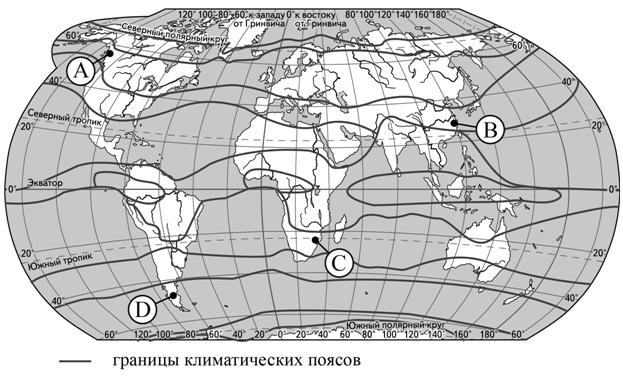 120° 100° 80° 60° к западу 0° к востоку 80° 100° 120° 140° 160° 180°
от Гринвича от Гринвича
Северный полярный круг
60° 60°
A
40° 40°
Северный тропик
B
20° 20°
Экватор
0° 0°
20° 20°
Южный тропик
C
40° 40°
D
Южный полярный круг
60° 120° 100° 80° 60° 40° 20° 0° 20° 40° 60° 80° 100° 120° 140° 160° 180° 60°
границы климатических поясов